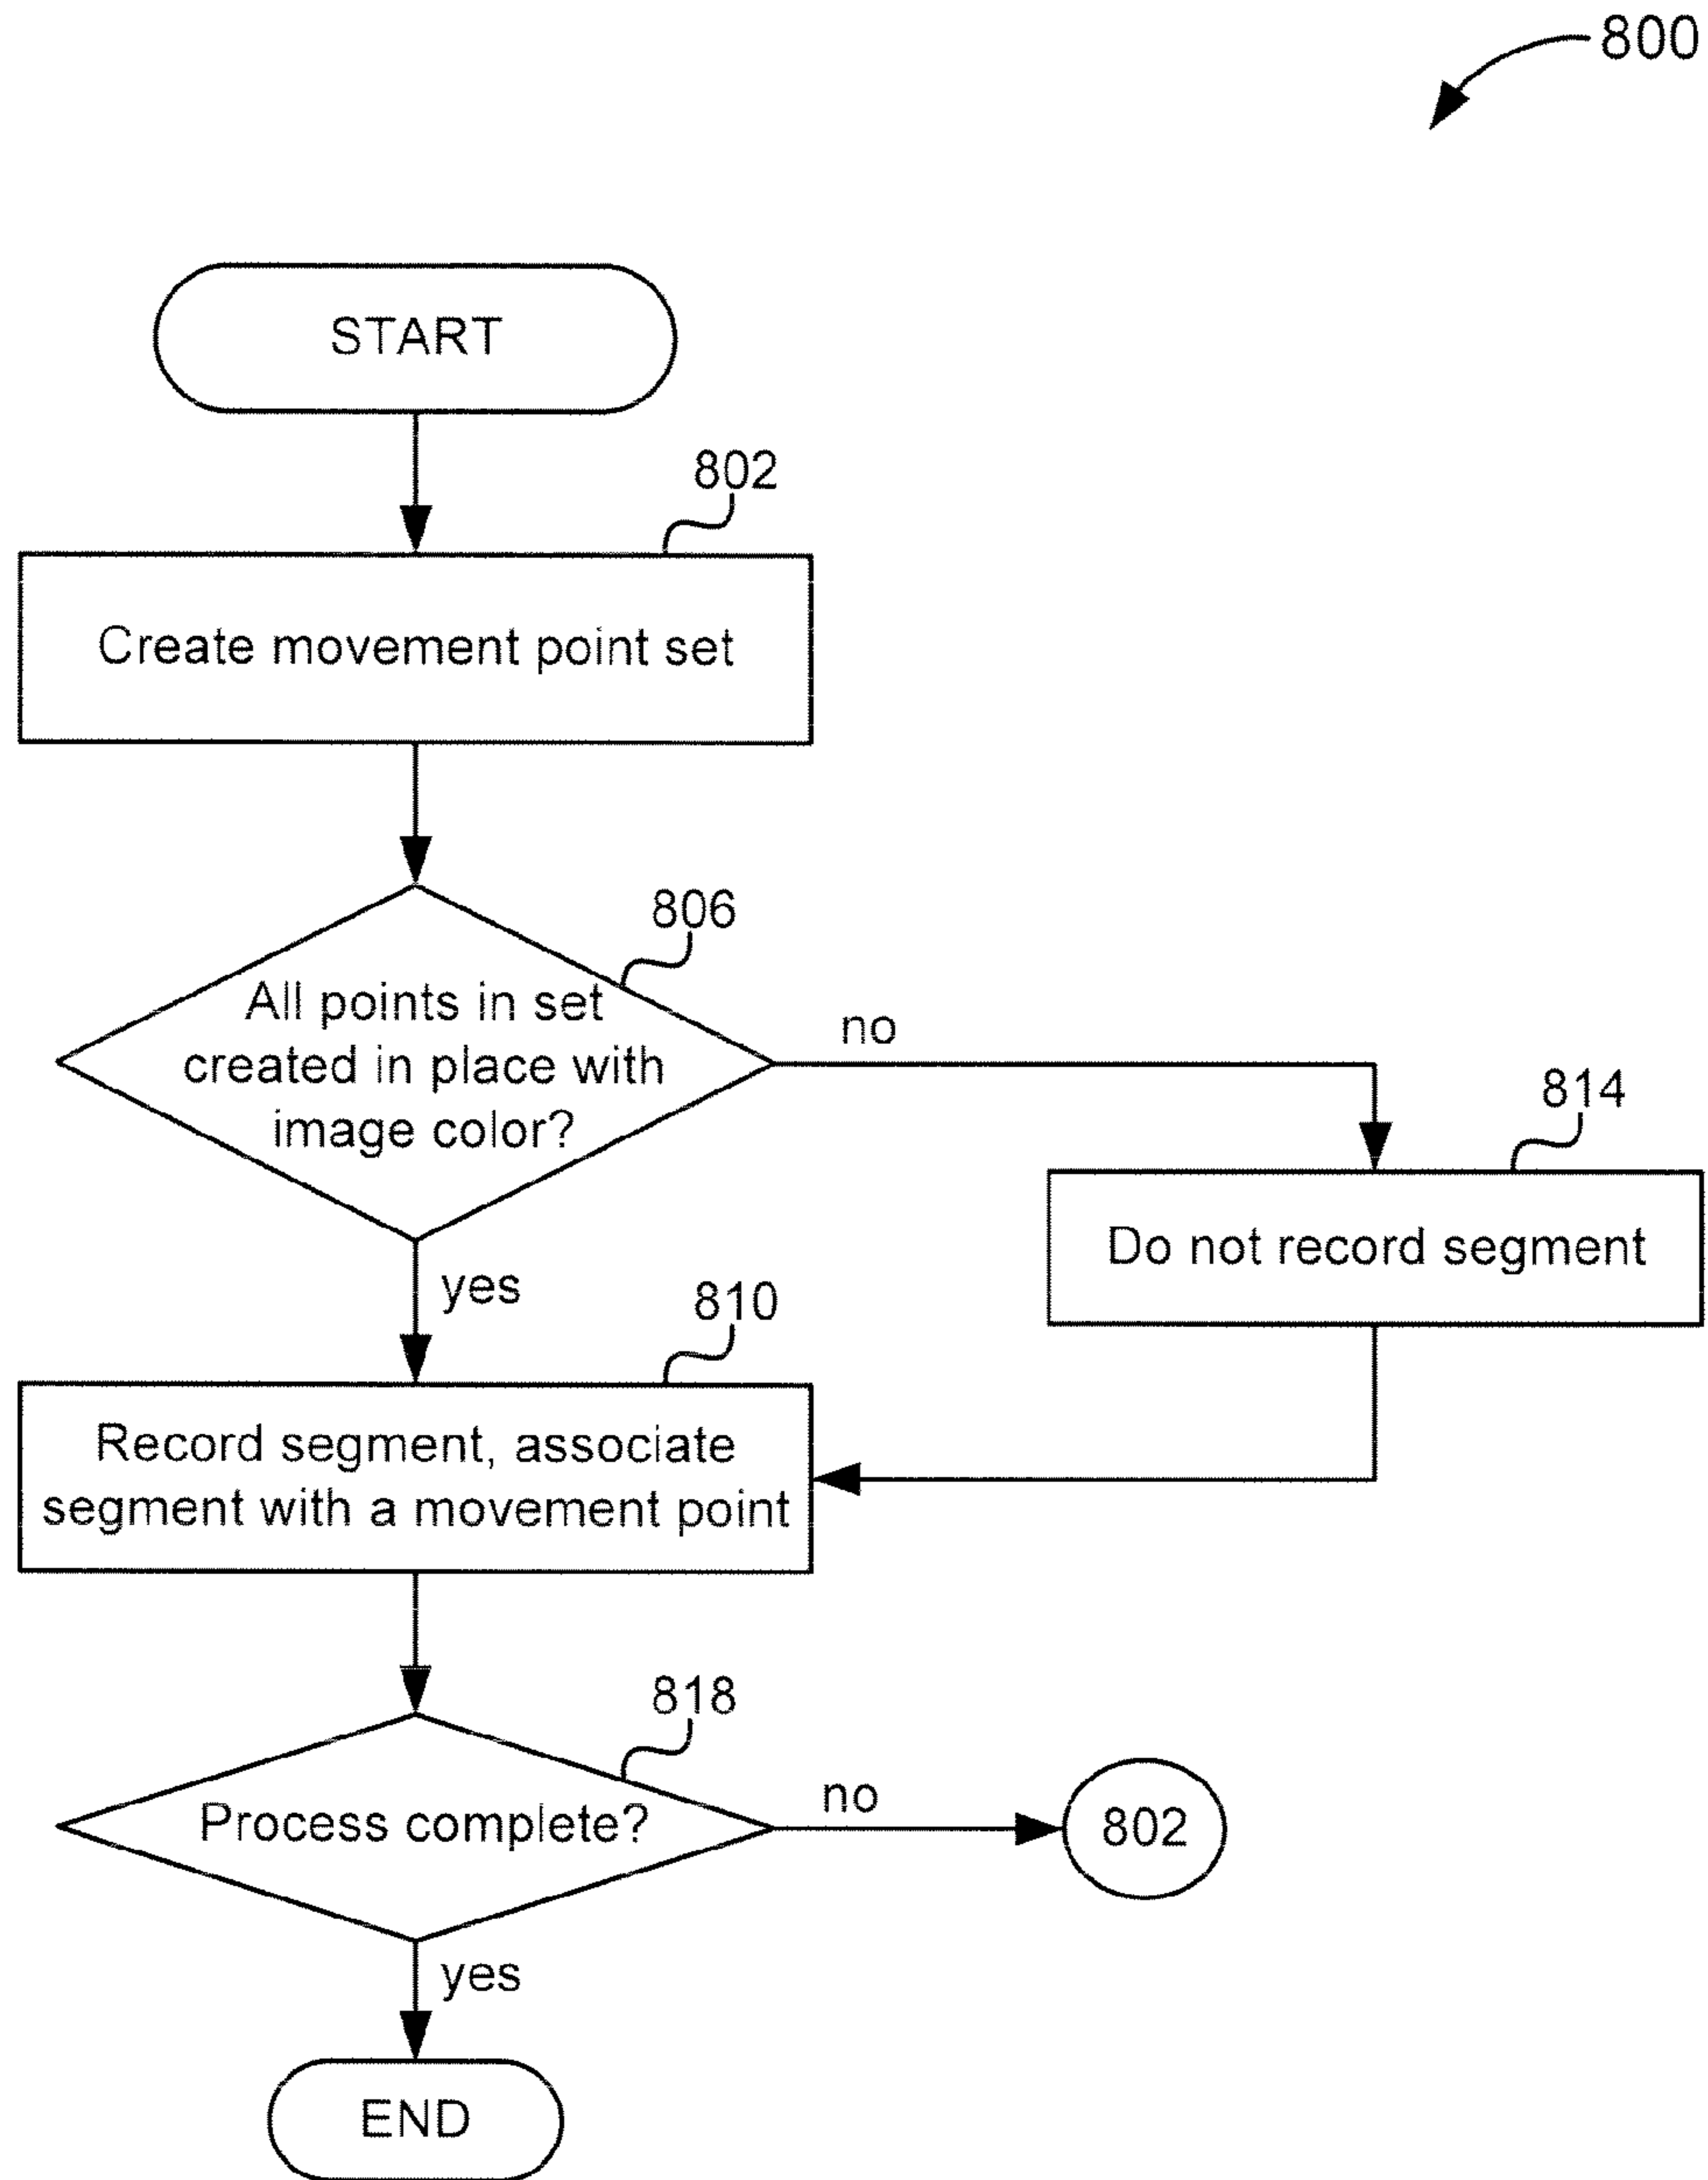 800
START
802
Create movement point set
806
All points in set
created in place with
image color?
no
814
Do not record segment
yes
810
Record segment, associate
segment with a movement point
818
Process complete?
no
802
yes
END